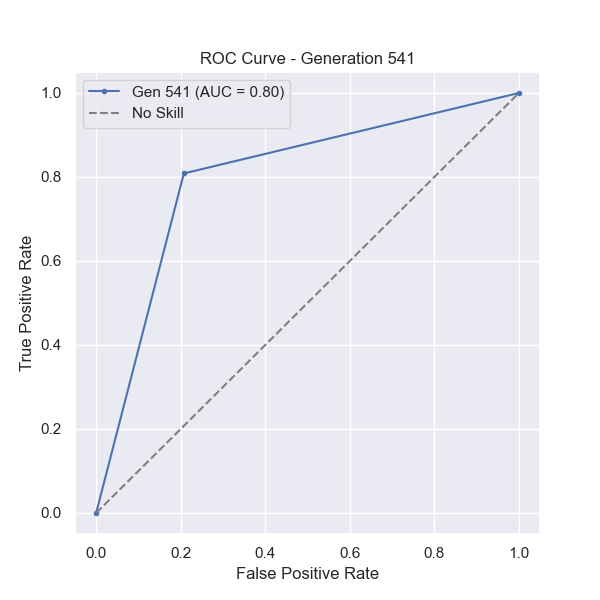 ROC Curve - Generation 541
Gen 541 (AUC = 0.80)
No Skill
1.0
0.8
0.6
0.4
0.2
0.0
True Positive Rate
0.0 0.2 0.4 0.6 0.8 1.0
False Positive Rate